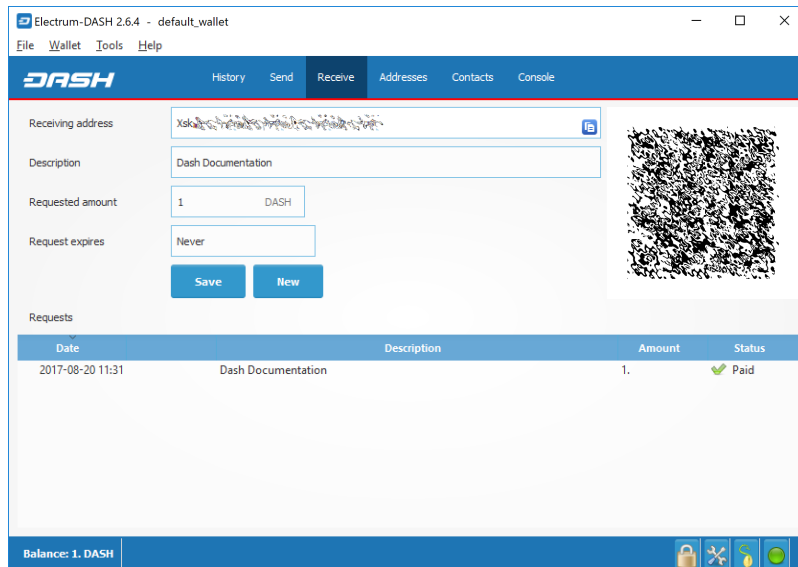 Electrum-DASH 2.6.4 - default_wallet
File Wallet Tools Help
DASH History Send Receive Addresses Contacts Console
Receiving address
Description Dash Documentation
Requested amount 1 DASH
Request expires Never
Save New
Requests
Date Description Amount Status
2017-08-20 11:31 Dash Documentation 1. Paid
Balance: 1. DASH